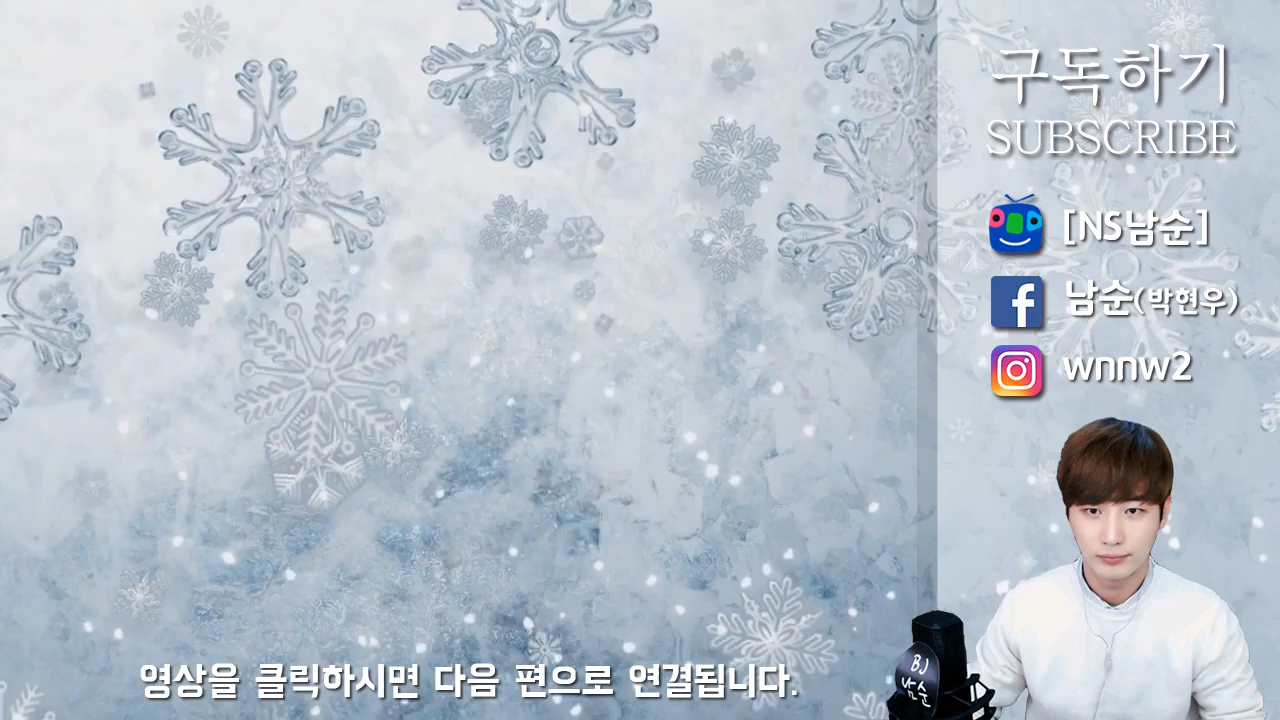 구독하기
SUBSCRIBE
[NS남순]
f 남순(박현우)
wnnw2
BJ
남순
영상을 클릭하시면 다음 편으로 연결됩니다.